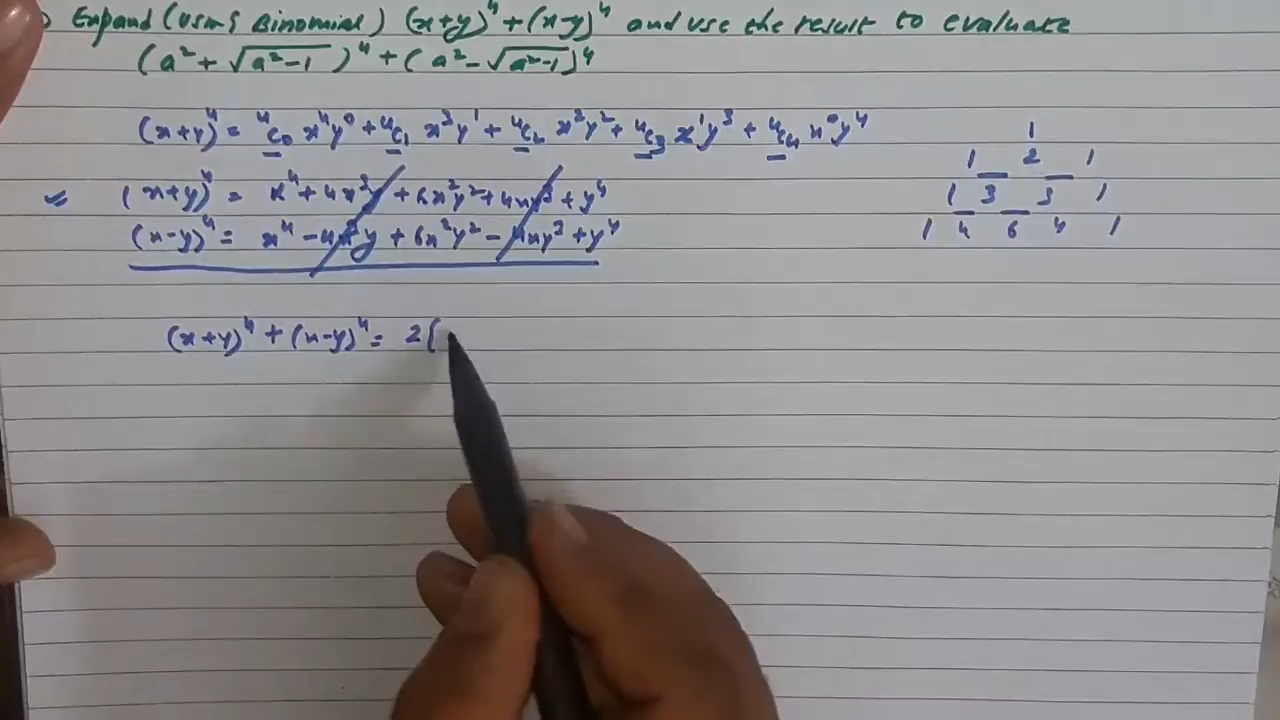 Expand (using Binomial) (x+y)⁴+(x-y)⁴ and use the result to evaluate
(a²+√(a²-1))⁴+(a²-√(a²-1))⁴
(x+y)⁴= ⁴C₀ x⁴y⁰+⁴C₁ x³y¹+⁴C₂ x²y²+⁴C₃ x¹y³+⁴C₄ x⁰y⁴
(x+y)⁴= x⁴+4x³y+6x²y²+4xy³+y⁴
(x-y)⁴= x⁴-4x³y+6x²y²-4xy³+y⁴
(x+y)⁴+(x-y)⁴= 2(
1
1 2 1
1 3 3 1
1 4 6 4 1